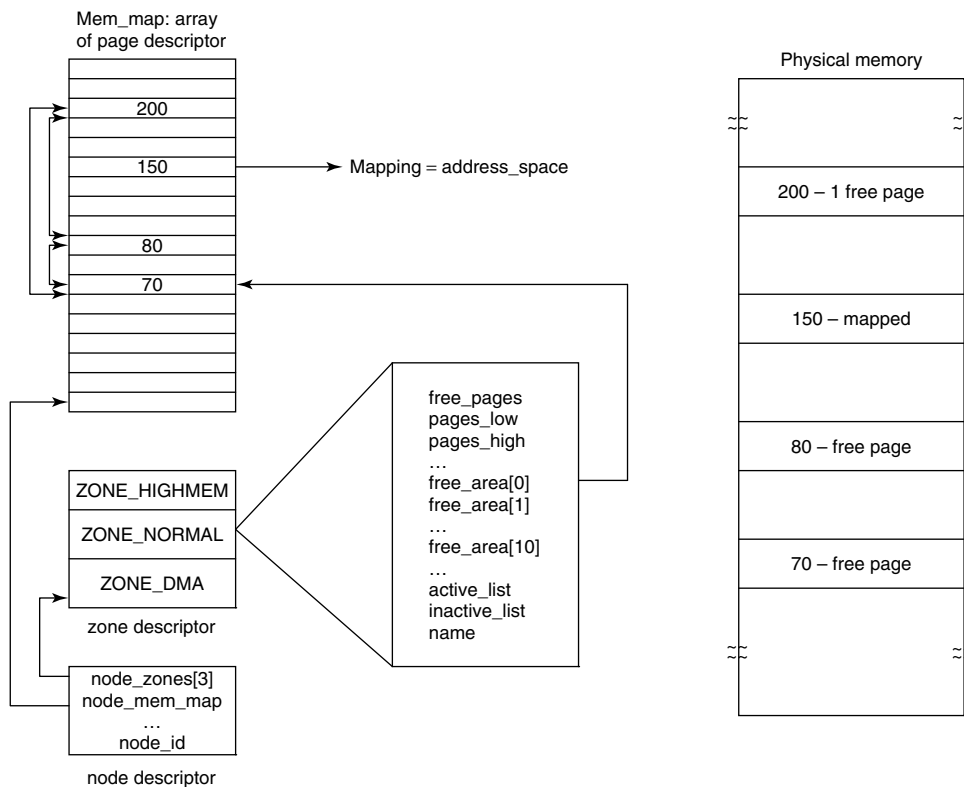 Mem_map: array
of page descriptor
200
150
80
70
Mapping = address_space
free_pages
pages_low
pages_high
…
free_area[0]
free_area[1]
…
free_area[10]
…
active_list
inactive_list
name
ZONE_HIGHMEM
ZONE_NORMAL
ZONE_DMA
zone descriptor
node_zones[3]
node_mem_map
…
node_id
node descriptor
Physical memory
200 – 1 free page
150 – mapped
80 – free page
70 – free page